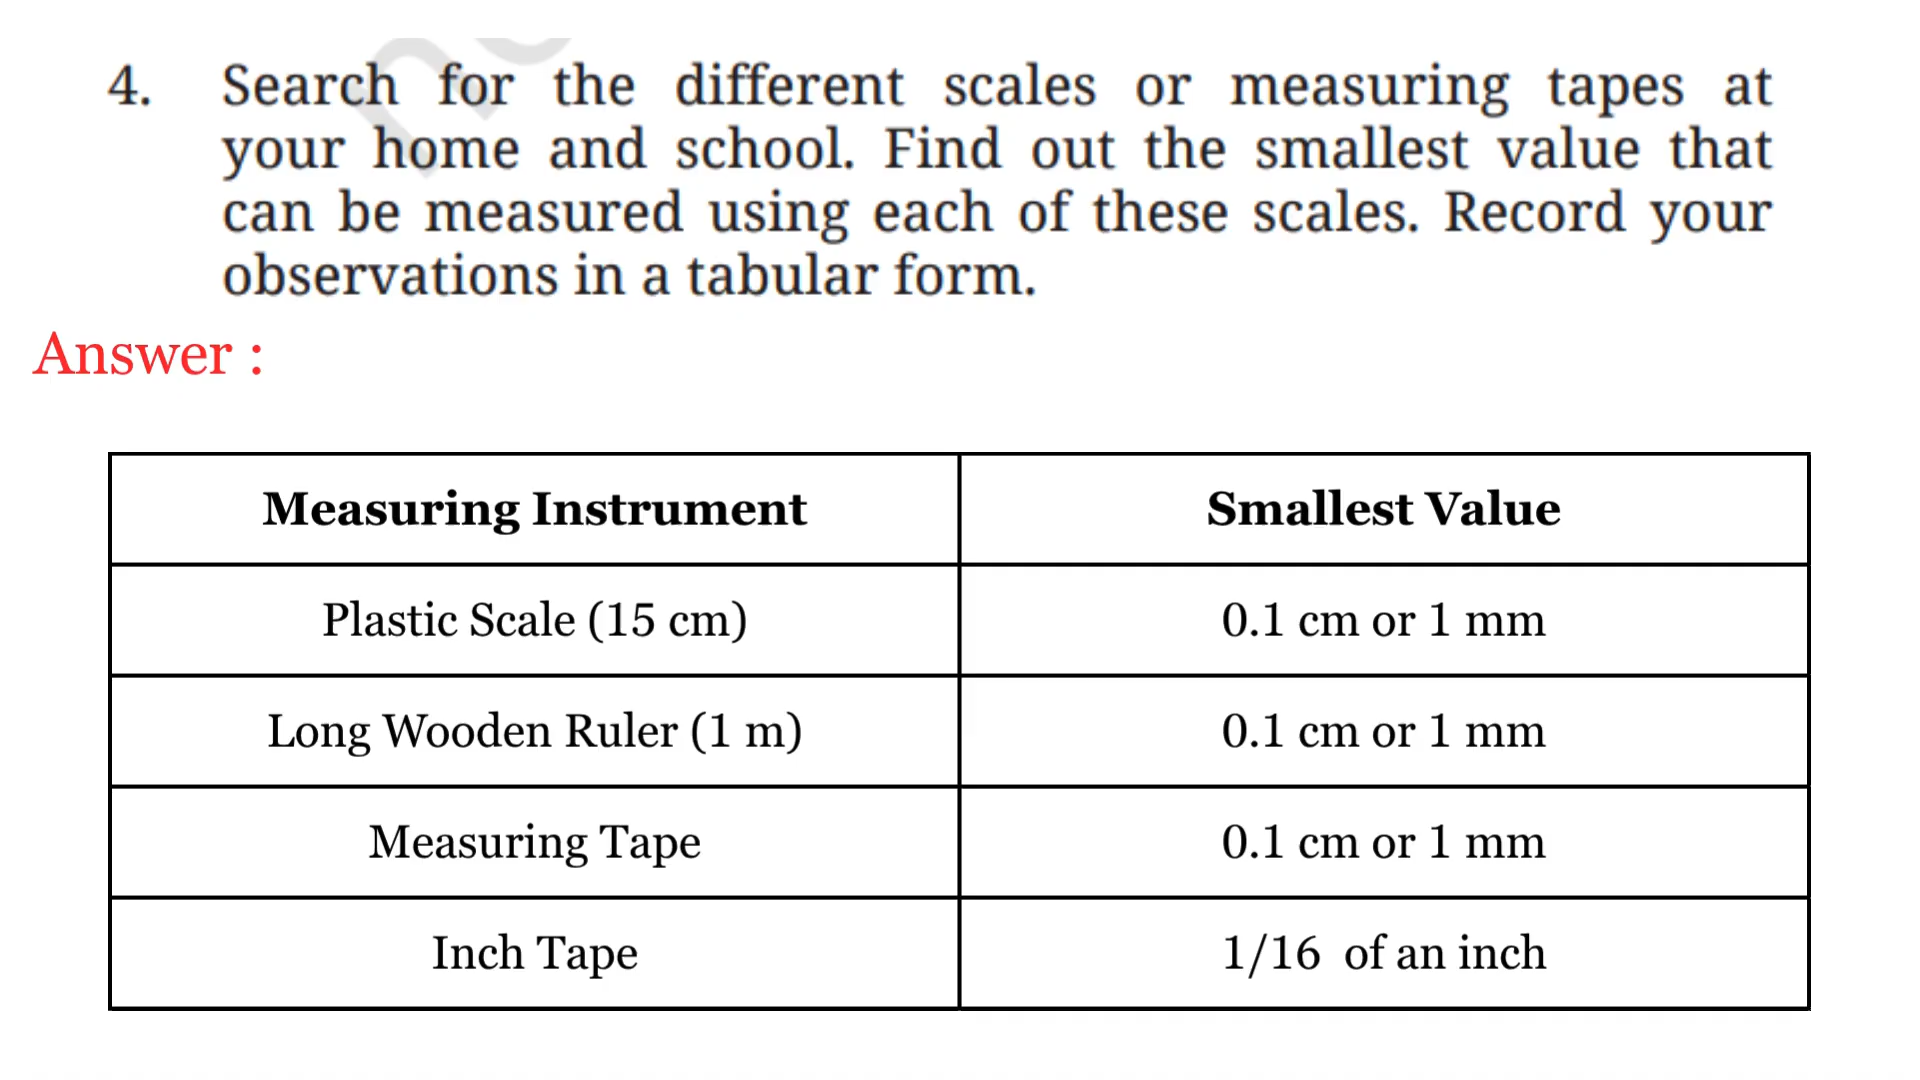 4. Search for the different scales or measuring tapes at
your home and school. Find out the smallest value that
can be measured using each of these scales. Record your
observations in a tabular form.
Answer :
Measuring Instrument Smallest Value
Plastic Scale (15 cm) 0.1 cm or 1 mm
Long Wooden Ruler (1 m) 0.1 cm or 1 mm
Measuring Tape 0.1 cm or 1 mm
Inch Tape 1/16 of an inch